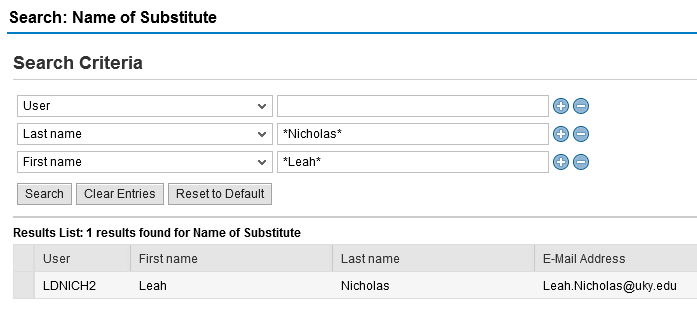 Search: Name of Substitute
Search Criteria
User
Last name *Nicholas*
First name *Leah*
Search Clear Entries Reset to Default
Results List: 1 results found for Name of Substitute
User First name Last name E-Mail Address
LDNICH2 Leah Nicholas Leah.Nicholas@uky.edu